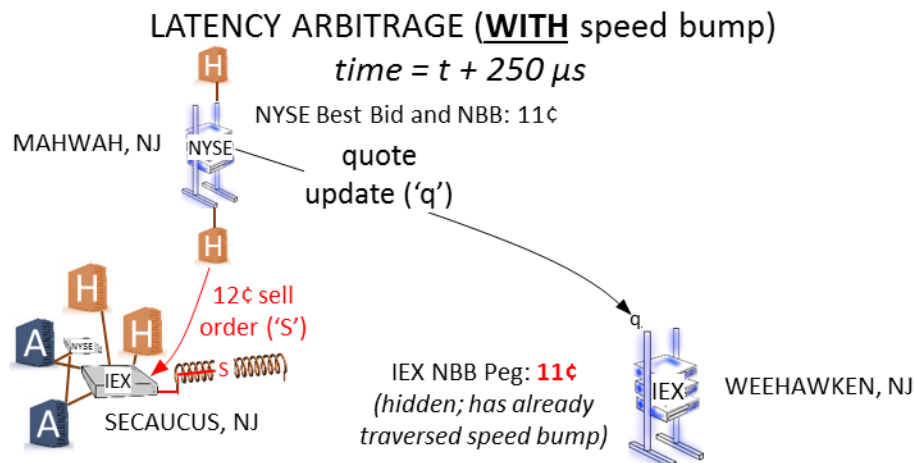 LATENCY ARBITRAGE (WITH speed bump)
time = t + 250 µs
H
NYSE Best Bid and NBB: 11¢
MAHWAH, NJ
NYSE
quote
update (‘q’)
H
H
12¢ sell
order (‘S’)
H
A
NYSE
IEX
S
A
SECAUCUS, NJ
q
IEX NBB Peg: 11¢
(hidden; has already
traversed speed bump)
IEX
WEEHAWKEN, NJ